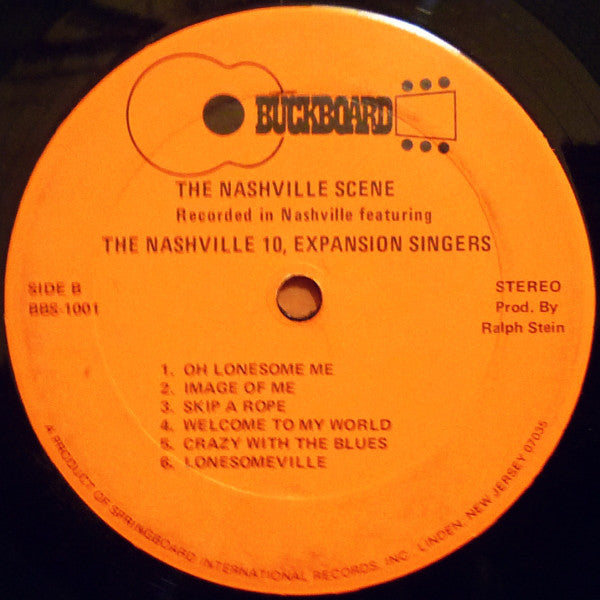 BUCKBOARD
THE NASHVILLE SCENE
Recorded in Nashville featuring
THE NASHVILLE 10, EXPANSION SINGERS
SIDE B
BBS-1001
STEREO
Prod. By
Ralph Stein
1. OH LONESOME ME
2. IMAGE OF ME
3. SKIP A ROPE
4. WELCOME TO MY WORLD
5. CRAZY WITH THE BLUES
6. LONESOMEVILLE
A PRODUCT OF SPRINGBOARD INTERNATIONAL RECORDS, INC. LINDEN, NEW JERSEY 07035